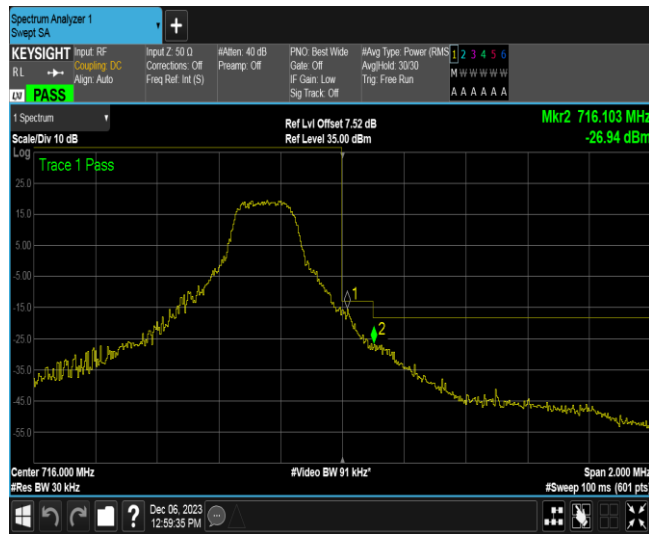 Spectrum Analyzer 1
Swept SA
+
KEYSIGHT
RL
LXI PASS
Input: RF
Coupling: DC
Align: Auto
Input Z: 50 Ω
Corrections: Off
Freq Ref: Int (S)
#Atten: 40 dB
Preamp: Off
PNO: Best Wide
Gate: Off
IF Gain: Low
Sig Track: Off
#Avg Type: Power (RMS
Avg|Hold: 30/30
Trig: Free Run
1 2 3 4 5 6
M W W W W W
A A A A A A
1 Spectrum
Scale/Div 10 dB
Ref Lvl Offset 7.52 dB
Ref Level 35.00 dBm
Mkr2 716.103 MHz
-26.94 dBm
Log
Trace 1 Pass
25.0
15.0
5.00
-5.00
-15.0
-25.0
-35.0
-45.0
-55.0
1
2
Center 716.000 MHz
#Res BW 30 kHz
#Video BW 91 kHz*
Span 2.000 MHz
#Sweep 100 ms (601 pts
?
Dec 06, 2023
12:59:35 PM